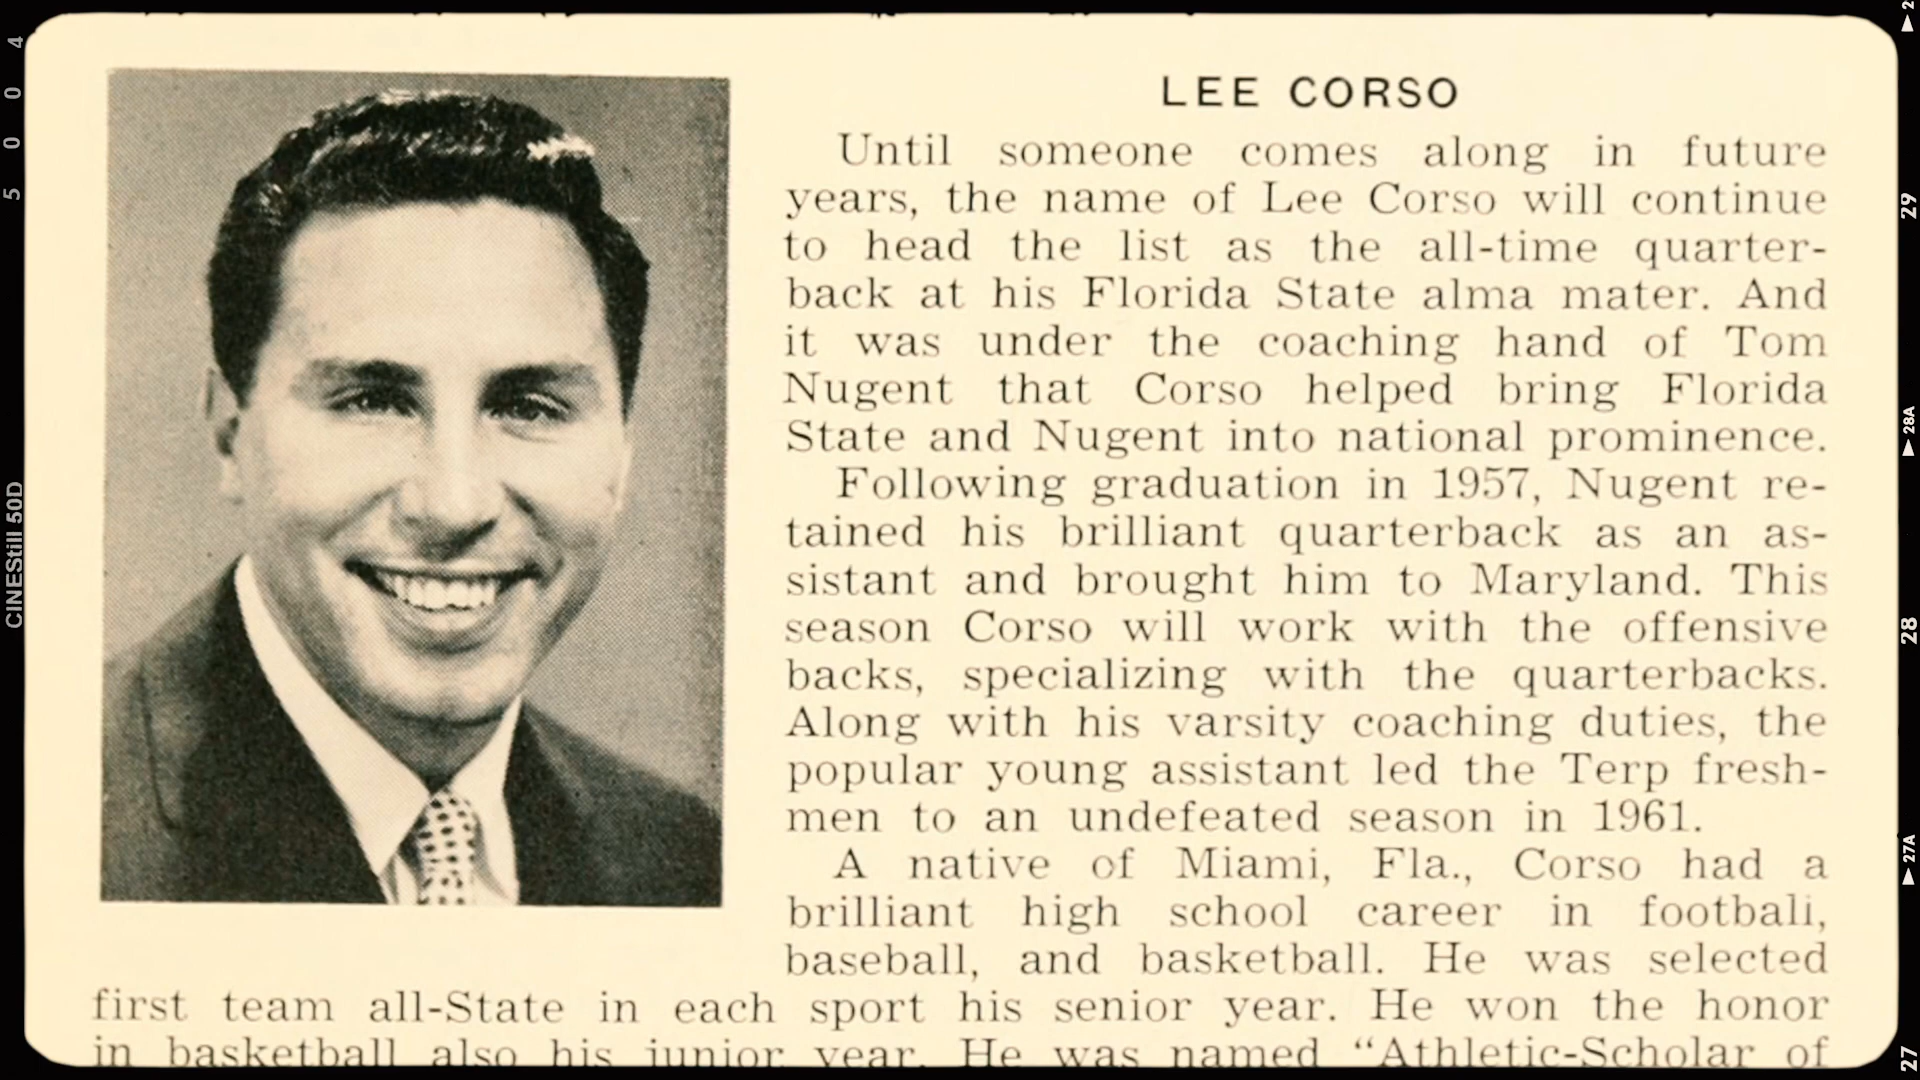 LEE CORSO
Until someone comes along in future
years, the name of Lee Corso will continue
to head the list as the all-time quarter-
back at his Florida State alma mater. And
it was under the coaching hand of Tom
Nugent that Corso helped bring Florida
State and Nugent into national prominence.
Following graduation in 1957, Nugent re-
tained his brilliant quarterback as an as-
sistant and brought him to Maryland. This
season Corso will work with the offensive
backs, specializing with the quarterbacks.
Along with his varsity coaching duties, the
popular young assistant led the Terp fresh-
men to an undefeated season in 1961.
A native of Miami, Fla., Corso had a
brilliant high school career in football,
baseball, and basketball. He was selected
first team all-State in each sport his senior year. He won the honor
in basketball also his junior year. He was named “Athletic-Scholar of
CINEStill 50D
5 0 0 4
27
▶ 27A
28
▶ 28A
29